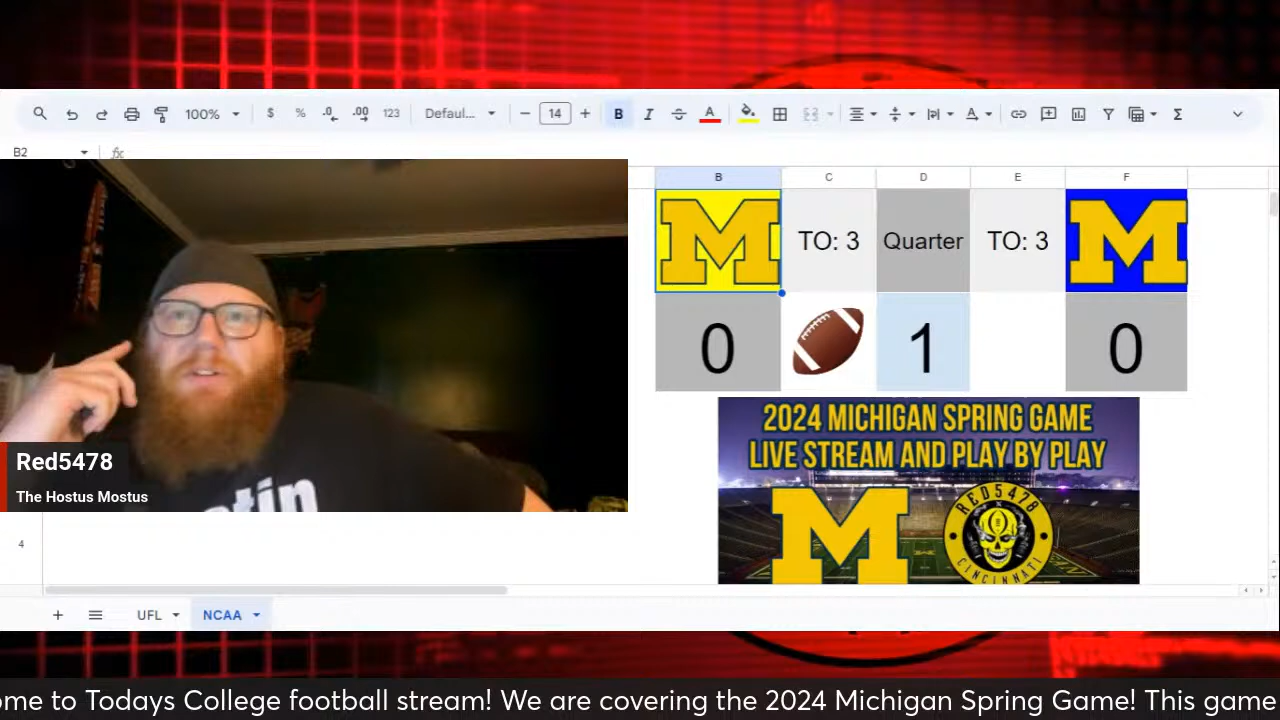 100%
$
%
.0
.00
123
Defaul...
14
B
I
A
A
Σ
B2
fx
B
C
D
E
F
M
TO: 3
Quarter
TO: 3
M
0
1
0
2024 MICHIGAN SPRING GAME
LIVE STREAM AND PLAY BY PLAY
M
RED5478
CINCINNATI
Red5478
The Hostus Mostus
4
UFL
NCAA
ome to Todays College football stream! We are covering the 2024 Michigan Spring Game! This game